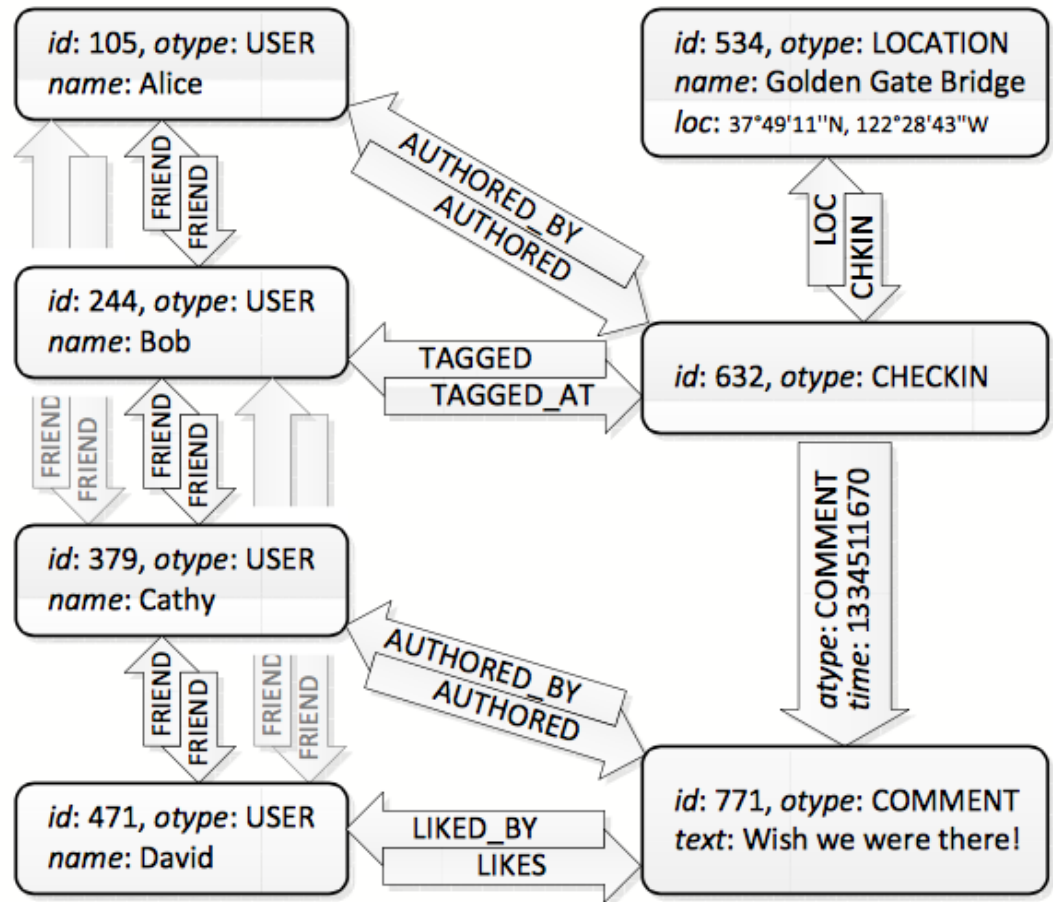 id: 105, otype: USER
name: Alice
id: 534, otype: LOCATION
name: Golden Gate Bridge
loc: 37°49'11''N, 122°28'43''W
AUTHORED_BY
AUTHORED
FRIEND
FRIEND
LOC
CHKIN
id: 244, otype: USER
name: Bob
TAGGED
TAGGED_AT
id: 632, otype: CHECKIN
FRIEND
FRIEND
FRIEND
FRIEND
atype: COMMENT
time: 1334511670
id: 379, otype: USER
name: Cathy
AUTHORED_BY
AUTHORED
FRIEND
FRIEND
FRIEND
FRIEND
id: 471, otype: USER
name: David
LIKED_BY
LIKES
id: 771, otype: COMMENT
text: Wish we were there!